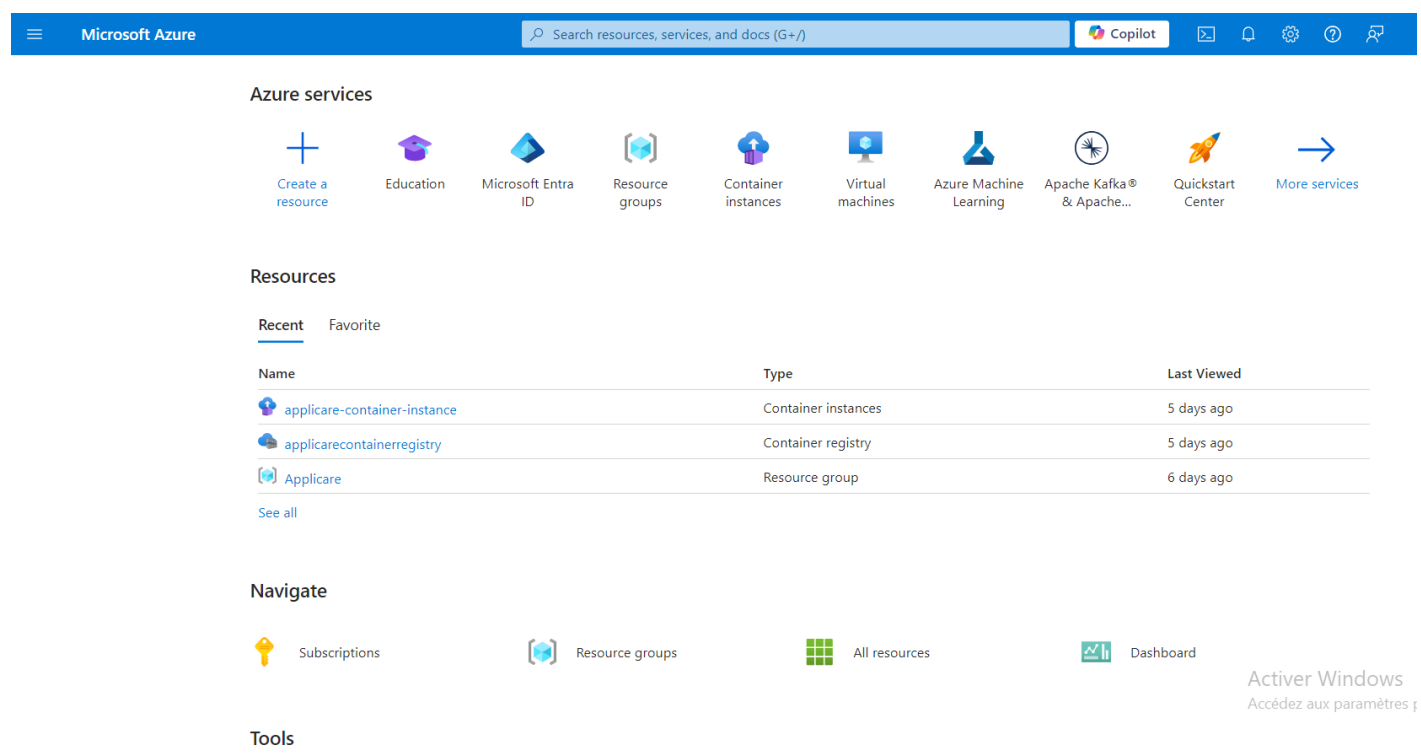 Microsoft Azure
Search resources, services, and docs (G+/)
Copilot
Azure services
Create a
resource
Education
Microsoft Entra
ID
Resource
groups
Container
instances
Virtual
machines
Azure Machine
Learning
Apache Kafka®
& Apache...
Quickstart
Center
More services
Resources
Recent Favorite
Name Type Last Viewed
applicare-container-instance Container instances 5 days ago
applicarecontainerregistry Container registry 5 days ago
Applicare Resource group 6 days ago
See all
Navigate
Subscriptions Resource groups All resources Dashboard
Activer Windows
Accédez aux paramètres
Tools